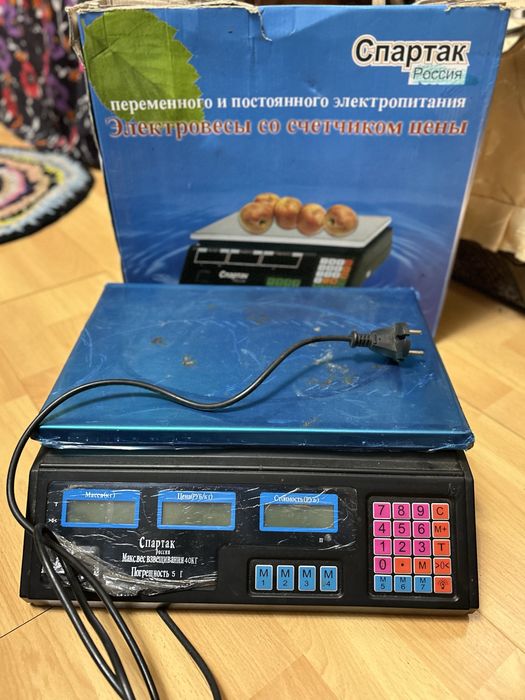 Спартак
Россия
переменного и постоянного электропитания
Электровесы со счетчиком цены
Спартак
Масса(кг)
Цена(РУБ/кг)
Стоимость(РУБ)
Спартак
россия
Макс.вес взвешивания 40КГ
Погрешность 5 Г
7 8 9 C
4 5 6 M+
1 2 3 T
0 * M >0<
M1 M2 M3 M4
M5 M6 M7